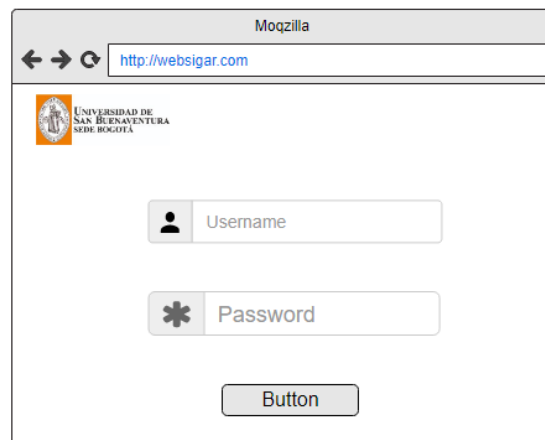 Moqzilla
http://websigar.com
UNIVERSIDAD DE
SAN BUENAVENTURA
SEDE BOGOTÁ
Username
Password
Button